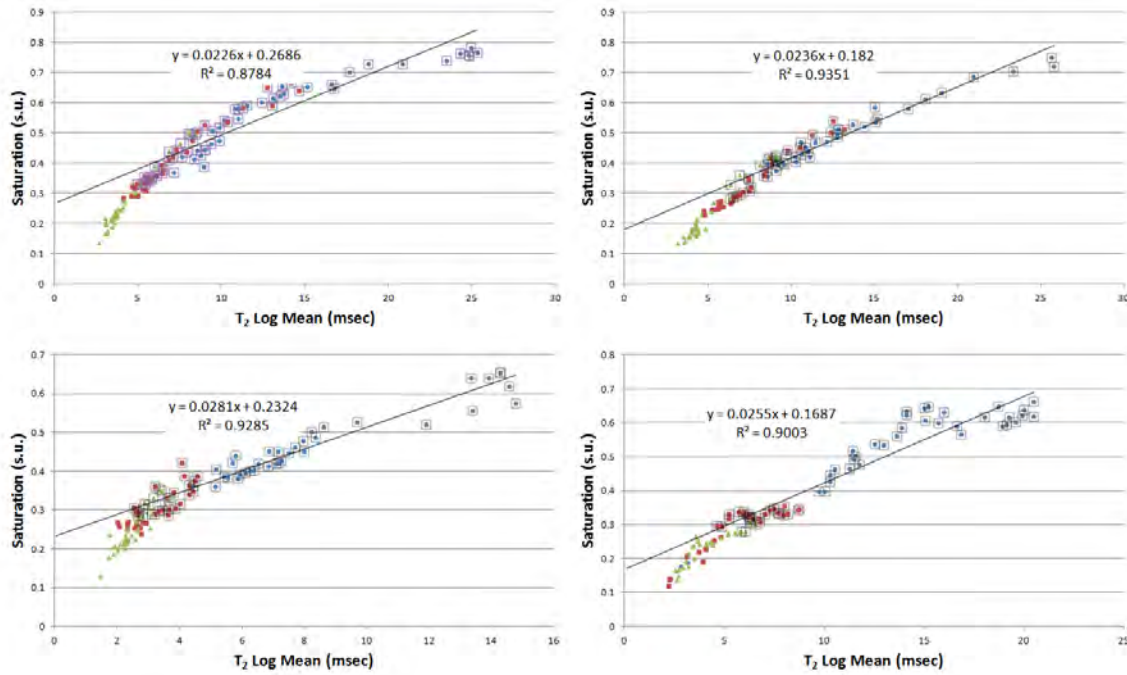 0.9
0.8
0.7
0.6
0.5
0.4
0.3
0.2
0.1
0
y = 0.0226x + 0.2686
R² = 0.8784
Saturation (s.u.)
0 5 10 15 20 25 30
T₂ Log Mean (msec)
0.9
0.8
0.7
0.6
0.5
0.4
0.3
0.2
0.1
0
y = 0.0236x + 0.182
R² = 0.9351
Saturation (s.u.)
0 5 10 15 20 25 30
T₂ Log Mean (msec)
0.7
0.6
0.5
0.4
0.3
0.2
0.1
0
y = 0.0281x + 0.2324
R² = 0.9285
Saturation (s.u.)
0 2 4 6 8 10 12 14 16
T₂ Log Mean (msec)
0.8
0.7
0.6
0.5
0.4
0.3
0.2
0.1
0
y = 0.0255x + 0.1687
R² = 0.9003
Saturation (s.u.)
0 5 10 15 20 25
T₂ Log Mean (msec)